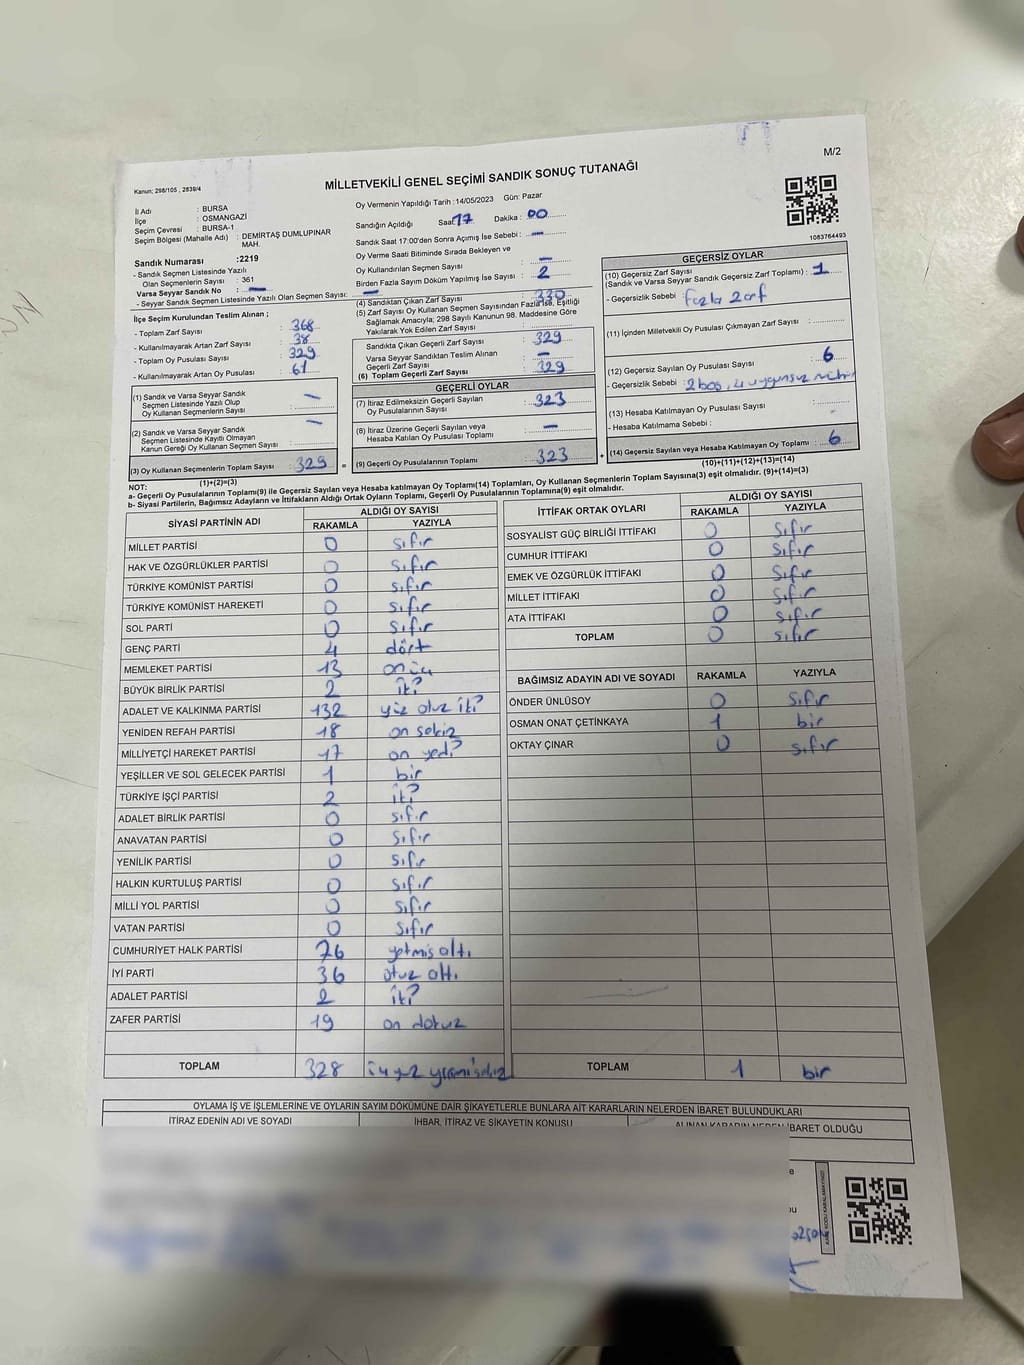 M/2
Kanun: 298/105 , 2839/4
MİLLETVEKİLİ GENEL SEÇİMİ SANDIK SONUÇ TUTANAĞI
İl Adı : BURSA
İlçe : OSMANGAZİ
Seçim Çevresi : BURSA-1
Seçim Bölgesi (Mahalle Adı) : DEMİRTAŞ DUMLUPINAR MAH.
Sandık Numarası :2219
- Sandık Seçmen Listesinde Yazılı
Olan Seçmenlerin Sayısı : 361
Varsa Seyyar Sandık No : —
- Seyyar Sandık Seçmen Listesinde Yazılı Olan Seçmen Sayısı: —
Oy Vermenin Yapıldığı Tarih :14/05/2023 Gün: Pazar
Sandığın Açıldığı Saat 17 Dakika : 00
Sandık Saat 17:00'den Sonra Açımış İse Sebebi : —
Oy Verme Saati Bitiminde Sırada Bekleyen ve
Oy Kullandırılan Seçmen Sayısı : —
Birden Fazla Sayım Döküm Yapılmış İse Sayısı : 2
1083764493
İlçe Seçim Kurulundan Teslim Alınan ;
- Toplam Zarf Sayısı : 368
- Kullanılmayarak Artan Zarf Sayısı : 38
- Toplam Oy Pusulası Sayısı : 329
- Kullanılmayarak Artan Oy Pusulası : 61
(1) Sandık ve Varsa Seyyar Sandık
Seçmen Listesinde Yazılı Olup
Oy Kullanan Seçmenlerin Sayısı : —
(2) Sandık ve Varsa Seyyar Sandık
Seçmen Listesinde Kayıtlı Olmayan
Kanun Gereği Oy Kullanan Seçmen Sayısı : —
(3) Oy Kullanan Seçmenlerin Toplam Sayısı : 329 =
(1)+(2)=(3)
(4) Sandıktan Çıkan Zarf Sayısı : 330
(5) Zarf Sayısı Oy Kullanan Seçmen Sayısından Fazla İse, Eşitliği
Sağlamak Amacıyla; 298 Sayılı Kanunun 98. Maddesine Göre
Yakılarak Yok Edilen Zarf Sayısı :
Sandıkta Çıkan Geçerli Zarf Sayısı : 329
Varsa Seyyar Sandıktan Teslim Alınan
Geçerli Zarf Sayısı : —
(6) Toplam Geçerli Zarf Sayısı : 329
GEÇERLİ OYLAR
(7) İtiraz Edilmeksizin Geçerli Sayılan
Oy Pusulalarının Sayısı : 323
(8) İtiraz Üzerine Geçerli Sayılan veya
Hesaba Katılan Oy Pusulası Toplamı : —
(9) Geçerli Oy Pusulalarının Toplamı : 323 +
GEÇERSİZ OYLAR
(10) Geçersiz Zarf Sayısı
(Sandık ve Varsa Seyyar Sandık Geçersiz Zarf Toplamı) : 1
- Geçersizlik Sebebi : fazla zarf
(11) İçinden Milletvekili Oy Pusulası Çıkmayan Zarf Sayısı :
(12) Geçersiz Sayılan Oy Pusulası Sayısı : 6
- Geçersizlik Sebebi : 2 boş, 4 uygunsuz mühür
(13) Hesaba Katılmayan Oy Pusulası Sayısı :
- Hesaba Katılmama Sebebi :
(14) Geçersiz Sayılan veya Hesaba Katılmayan Oy Toplamı : 6
(10)+(11)+(12)+(13)=(14)
NOT:
a- Geçerli Oy Pusulalarının Toplamı(9) ile Geçersiz Sayılan veya Hesaba katılmayan Oy Toplamı(14) Toplamları, Oy Kullanan Seçmenlerin Toplam Sayısına(3) eşit olmalıdır. (9)+(14)=(3)
b- Siyasi Partilerin, Bağımsız Adayların ve İttifakların Aldığı Ortak Oyların Toplamı, Geçerli Oy Pusulalarının Toplamına(9) eşit olmalıdır.
SİYASİ PARTİNİN ADI ALDIĞI OY SAYISI
RAKAMLA YAZIYLA
MİLLET PARTİSİ 0 sıfır
HAK VE ÖZGÜRLÜKLER PARTİSİ 0 sıfır
TÜRKİYE KOMÜNİST PARTİSİ 0 sıfır
TÜRKİYE KOMÜNİST HAREKETİ 0 sıfır
SOL PARTİ 0 sıfır
GENÇ PARTİ 4 dört
MEMLEKET PARTİSİ 13 on üç
BÜYÜK BİRLİK PARTİSİ 2 iki
ADALET VE KALKINMA PARTİSİ 132 yüz otuz iki
YENİDEN REFAH PARTİSİ 18 on sekiz
MİLLİYETÇİ HAREKET PARTİSİ 17 on yedi
YEŞİLLER VE SOL GELECEK PARTİSİ 1 bir
TÜRKİYE İŞÇİ PARTİSİ 2 iki
ADALET BİRLİK PARTİSİ 0 sıfır
ANAVATAN PARTİSİ 0 sıfır
YENİLİK PARTİSİ 0 sıfır
HALKIN KURTULUŞ PARTİSİ 0 sıfır
MİLLİ YOL PARTİSİ 0 sıfır
VATAN PARTİSİ 0 sıfır
CUMHURİYET HALK PARTİSİ 76 yetmiş altı
İYİ PARTİ 36 otuz altı
ADALET PARTİSİ 2 iki
ZAFER PARTİSİ 19 on dokuz
TOPLAM 328 üçyüz yirmisekiz
İTTİFAK ORTAK OYLARI ALDIĞI OY SAYISI
RAKAMLA YAZIYLA
SOSYALİST GÜÇ BİRLİĞİ İTTİFAKI 0 sıfır
CUMHUR İTTİFAKI 0 sıfır
EMEK VE ÖZGÜRLÜK İTTİFAKI 0 sıfır
MİLLET İTTİFAKI 0 sıfır
ATA İTTİFAKI 0 sıfır
TOPLAM 0 sıfır
BAĞIMSIZ ADAYIN ADI VE SOYADI RAKAMLA YAZIYLA
ÖNDER ÜNLÜSOY 0 sıfır
OSMAN ONAT ÇETİNKAYA 1 bir
OKTAY ÇINAR 0 sıfır
TOPLAM 1 bir
OYLAMA İŞ VE İŞLEMLERİNE VE OYLARIN SAYIM DÖKÜMÜNE DAİR ŞİKAYETLERLE BUNLARA AİT KARARLARIN NELERDEN İBARET BULUNDUKLARI
İTİRAZ EDENİN ADI VE SOYADI İHBAR, İTİRAZ VE ŞİKAYETİN KONUSU ALINAN KARARIN NEDEN İBARET OLDUĞU